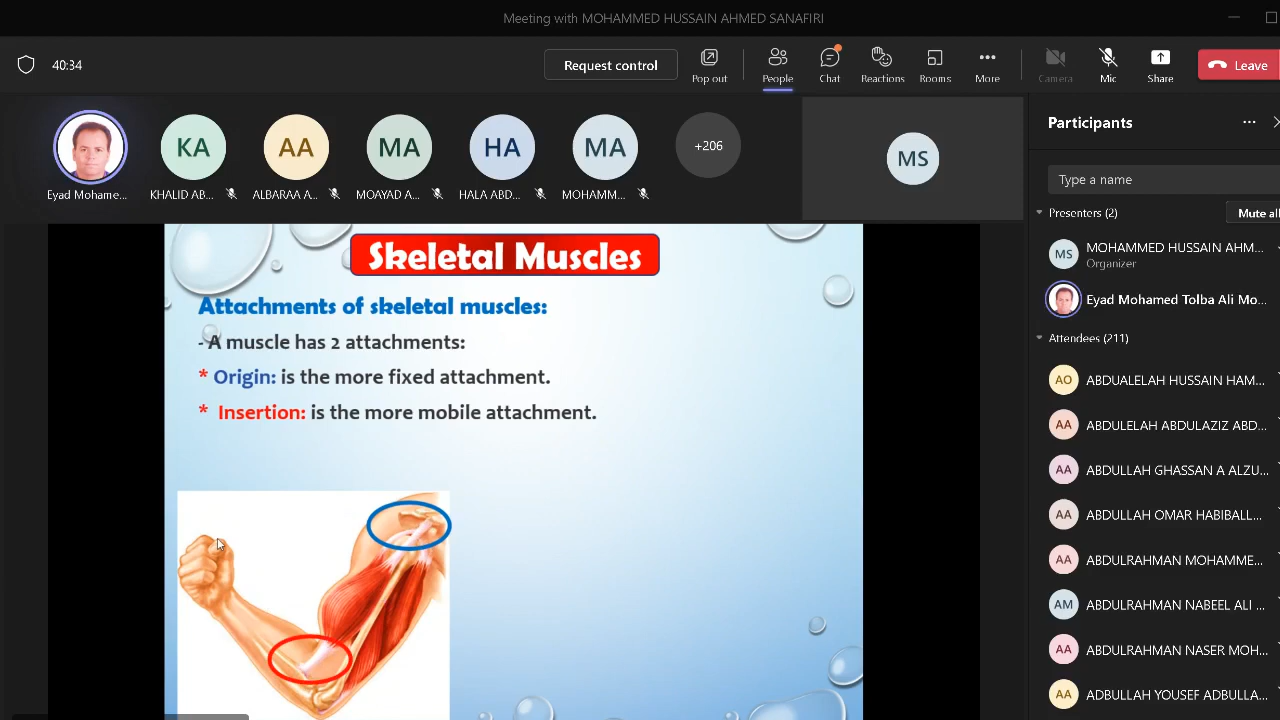 Meeting with MOHAMMED HUSSAIN AHMED SANAFIRI
40:34
Request control
Pop out
People
Chat
Reactions
Rooms
More
Camera
Mic
Share
Leave
KA
AA
MA
HA
MA
+206
MS
Eyad Mohame...
KHALID AB...
ALBARAA A...
MOAYAD A...
HALA ABD...
MOHAMM...
Skeletal Muscles
Attachments of skeletal muscles:
- A muscle has 2 attachments:
* Origin: is the more fixed attachment.
* Insertion: is the more mobile attachment.
Participants
...
Type a name
Presenters (2)
Mute all
MS
MOHAMMED HUSSAIN AHM...
Organizer
Eyad Mohamed Tolba Ali Mo...
Attendees (211)
AO
ABDUALELAH HUSSAIN HAM...
AA
ABDULELAH ABDULAZIZ ABD...
AA
ABDULLAH GHASSAN A ALZU...
AA
ABDULLAH OMAR HABIBALL...
AA
ABDULRAHMAN MOHAMME...
AM
ABDULRAHMAN NABEEL ALI ...
AA
ABDULRAHMAN NASER MOH...
AA
ADBULLAH YOUSEF ADBULLA...